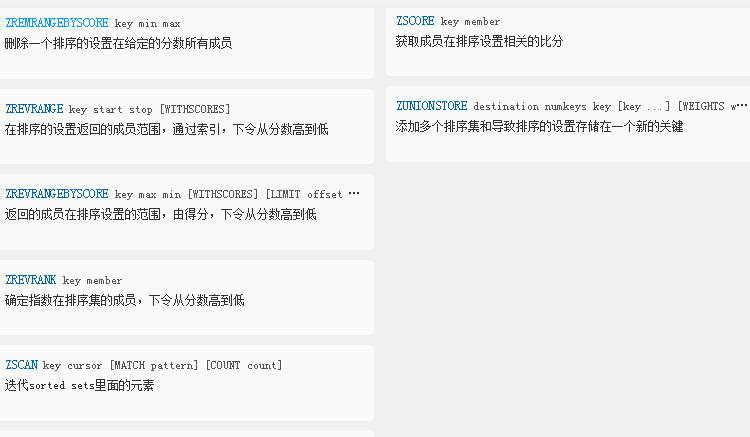 ZREMRANGEBYSCORE key min max
删除一个排序的设置在给定的分数所有成员
ZREVRANGE key start stop [WITHSCORES]
在排序的设置返回的成员范围，通过索引，下令从分数高到低
ZREVRANGEBYSCORE key max min [WITHSCORES] [LIMIT offset ...
返回的成员在排序设置的范围，由得分，下令从分数高到低
ZREVRANK key member
确定指数在排序集的成员，下令从分数高到低
ZSCAN key cursor [MATCH pattern] [COUNT count]
迭代sorted sets里面的元素
ZSCORE key member
获取成员在排序设置相关的比分
ZUNIONSTORE destination numkeys key [key ...] [WEIGHTS w...
添加多个排序集和导致排序的设置存储在一个新的关键